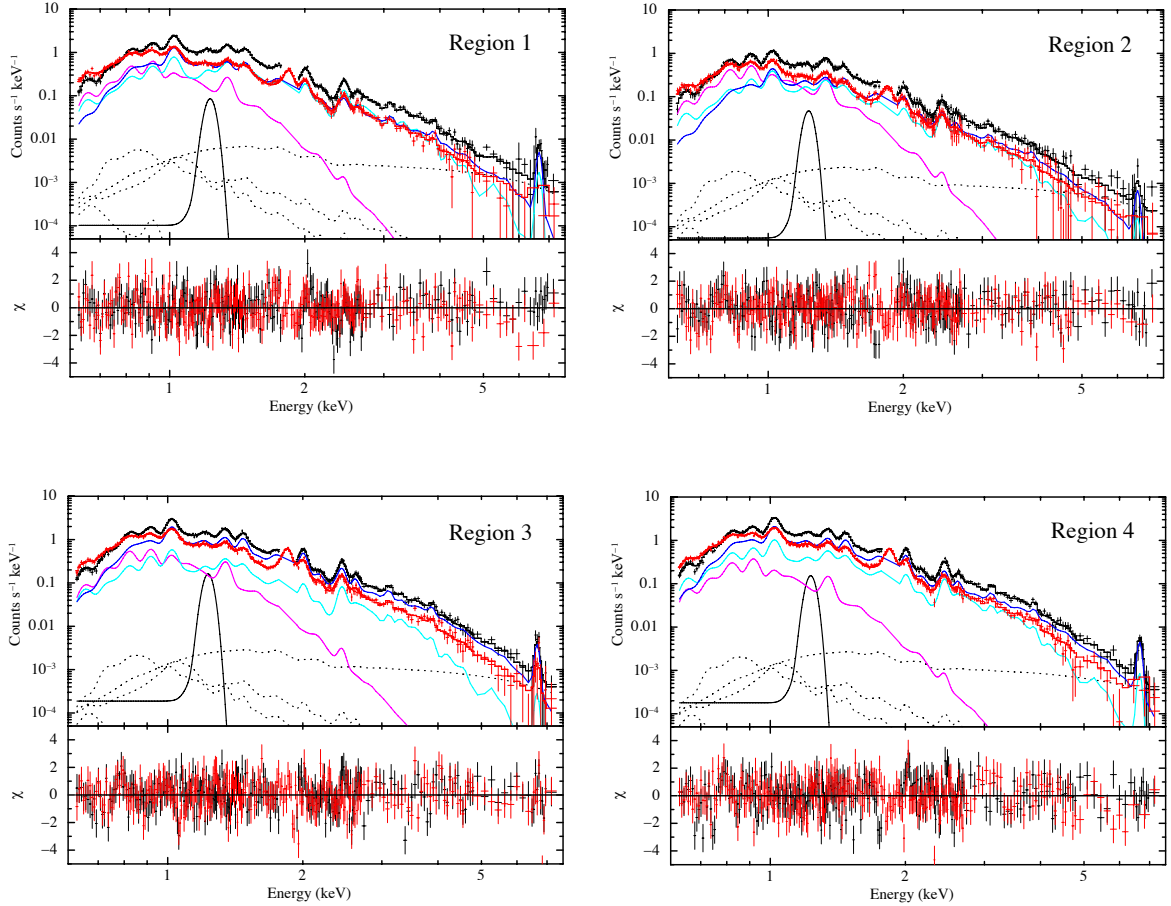 Region 1
Counts s⁻¹ keV⁻¹
10
1
0.1
0.01
10⁻³
10⁻⁴
χ
4
2
0
−2
−4
1 2 5
Energy (keV)
Region 2
Counts s⁻¹ keV⁻¹
10
1
0.1
0.01
10⁻³
10⁻⁴
χ
4
2
0
−2
−4
1 2 5
Energy (keV)
Region 3
Counts s⁻¹ keV⁻¹
10
1
0.1
0.01
10⁻³
10⁻⁴
χ
4
2
0
−2
−4
1 2 5
Energy (keV)
Region 4
Counts s⁻¹ keV⁻¹
10
1
0.1
0.01
10⁻³
10⁻⁴
χ
4
2
0
−2
−4
1 2 5
Energy (keV)